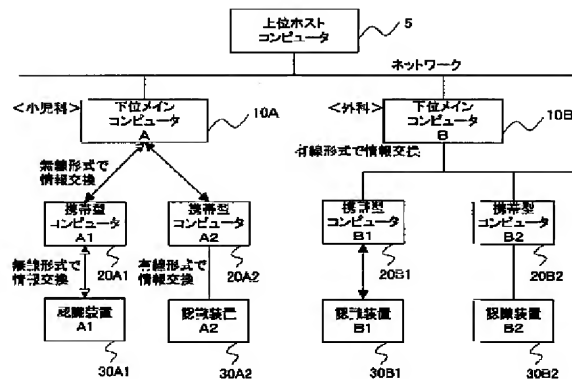 上位ホスト
コンピュータ
5
ネットワーク
<小児科>
下位メイン
コンピュータ
A
10A
<外科>
下位メイン
コンピュータ
B
10B
無線形式で
情報交換
有線形式で情報交換
携帯型
コンピュータ
A1
20A1
携帯型
コンピュータ
A2
20A2
携帯型
コンピュータ
B1
20B1
携帯型
コンピュータ
B2
20B2
無線形式で
情報交換
有線形式で
情報交換
認識装置
A1
30A1
認識装置
A2
30A2
認識装置
B1
30B1
認識装置
B2
30B2